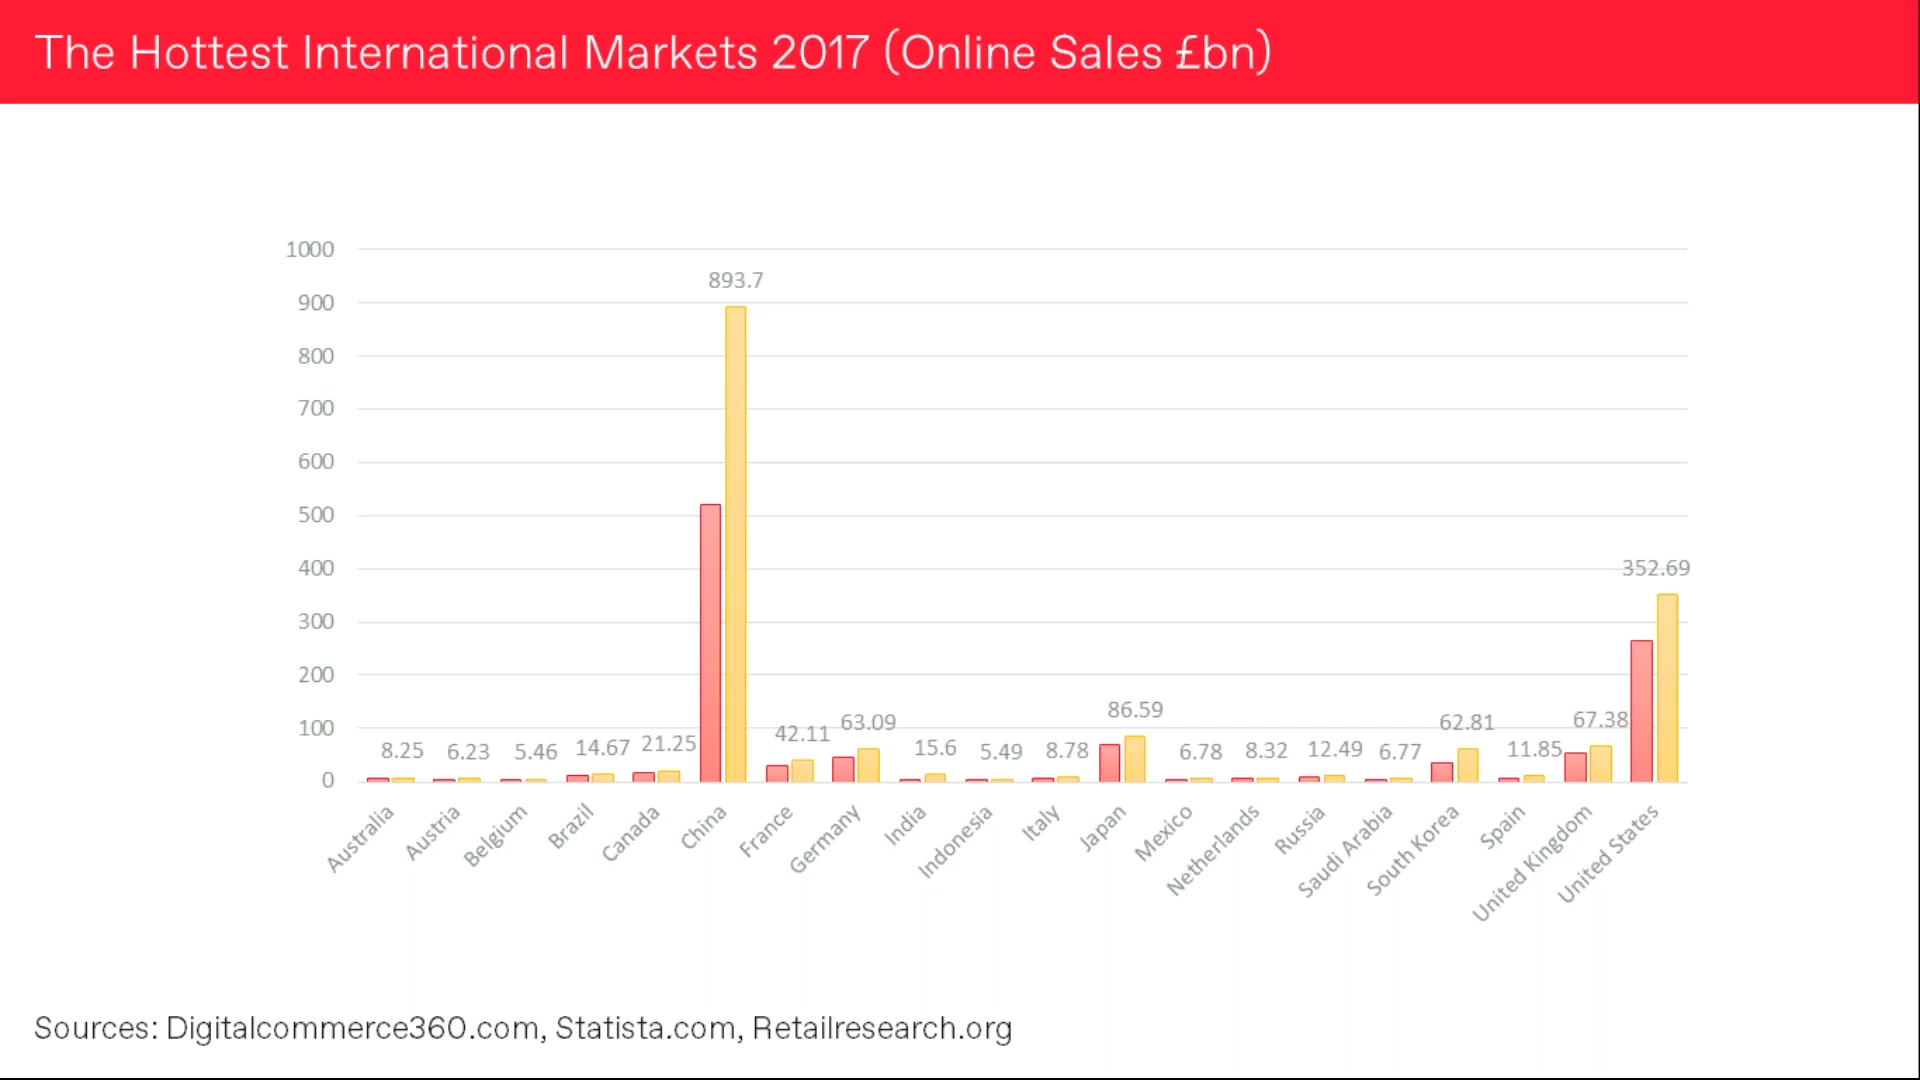 The Hottest International Markets 2017 (Online Sales £bn)
1000
900
800
700
600
500
400
300
200
100
0
893.7
352.69
86.59
63.09
62.81
67.38
42.11
8.25
6.23
5.46
14.67
21.25
15.6
5.49
8.78
6.78
8.32
12.49
6.77
11.85
Australia
Austria
Belgium
Brazil
Canada
China
France
Germany
India
Indonesia
Italy
Japan
Mexico
Netherlands
Russia
Saudi Arabia
South Korea
Spain
United Kingdom
United States
Sources: Digitalcommerce360.com, Statista.com, Retailresearch.org